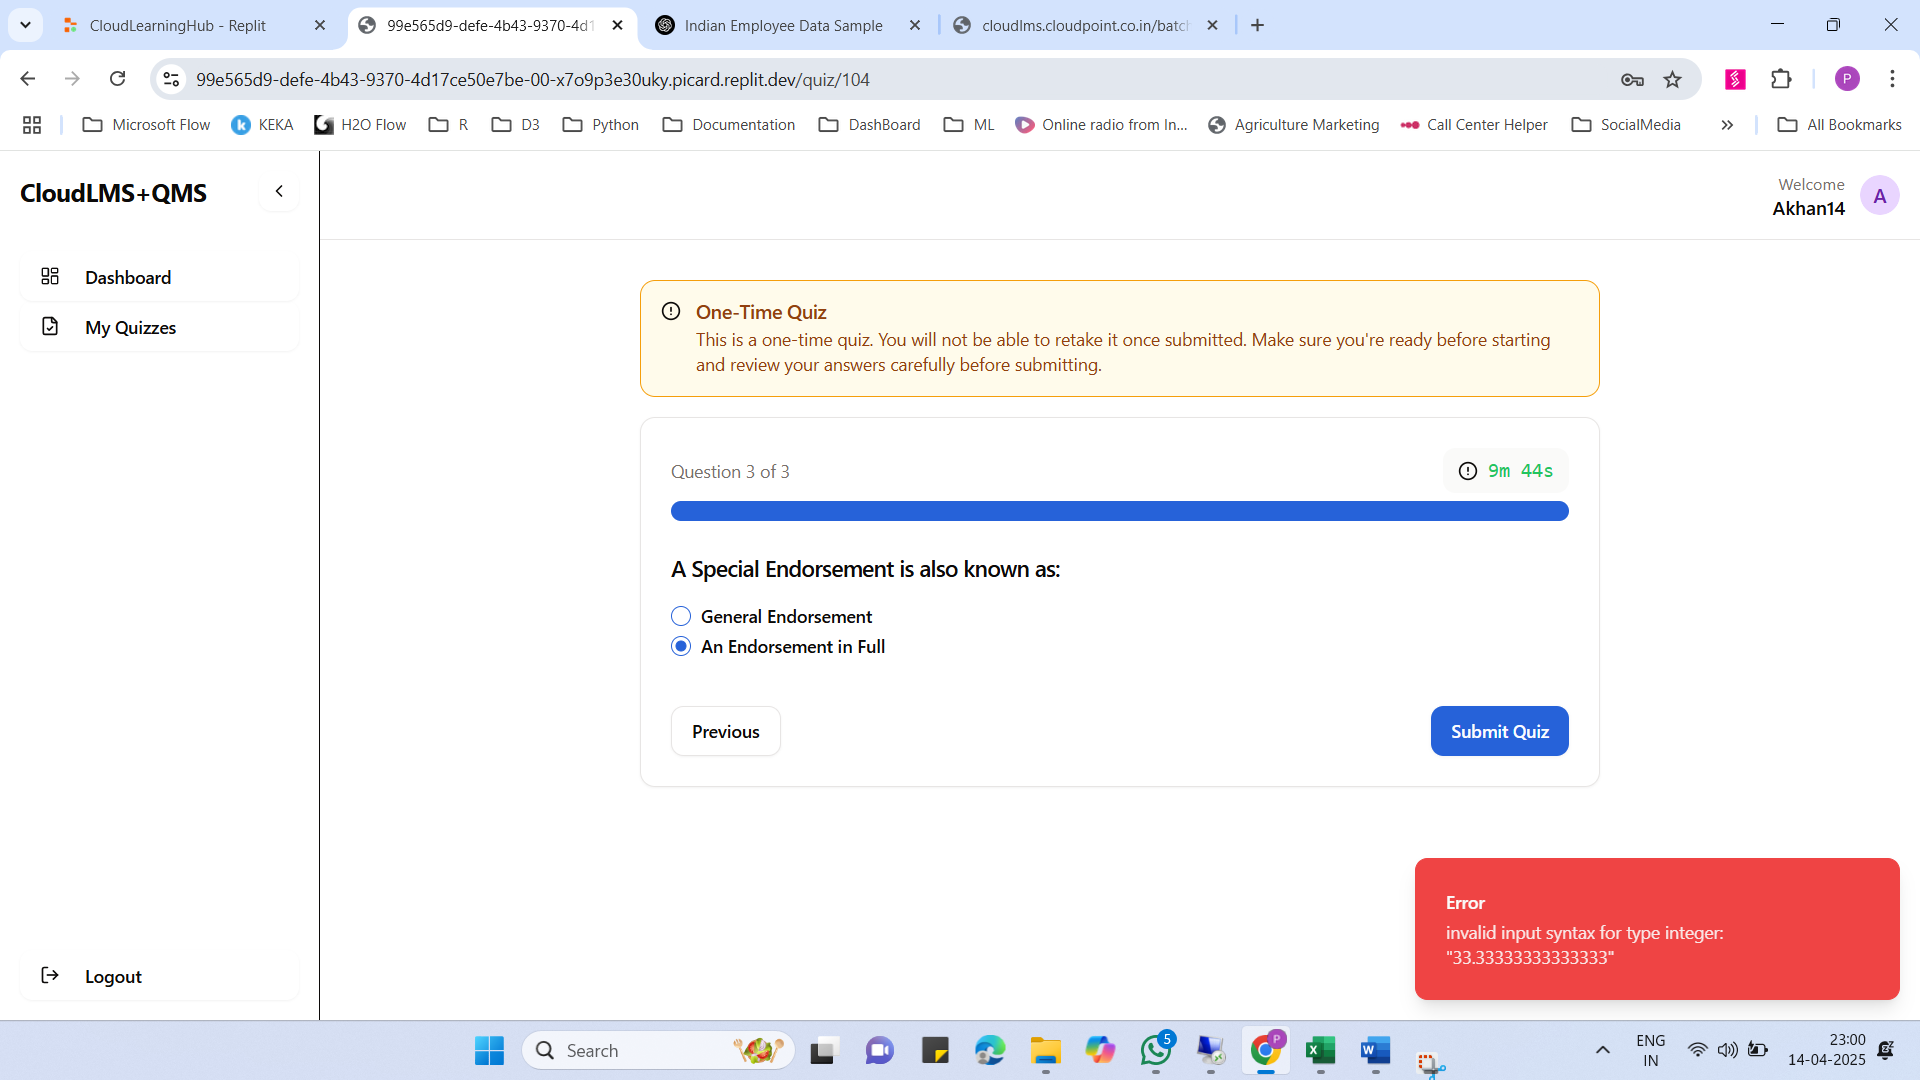 CloudLearningHub - Replit
99e565d9-defe-4b43-9370-4d1
Indian Employee Data Sample
cloudlms.cloudpoint.co.in/batch
99e565d9-defe-4b43-9370-4d17ce50e7be-00-x7o9p3e30uky.picard.replit.dev/quiz/104
P
Microsoft Flow
KEKA
H2O Flow
R
D3
Python
Documentation
DashBoard
ML
Online radio from In...
Agriculture Marketing
Call Center Helper
SocialMedia
All Bookmarks
CloudLMS+QMS
Welcome
Akhan14
A
Dashboard
My Quizzes
One-Time Quiz
This is a one-time quiz. You will not be able to retake it once submitted. Make sure you're ready before starting
and review your answers carefully before submitting.
Question 3 of 3
9m 44s
A Special Endorsement is also known as:
General Endorsement
An Endorsement in Full
Previous
Submit Quiz
Error
invalid input syntax for type integer:
"33.33333333333333"
Logout
Search
5
P
ENG
IN
23:00
14-04-2025